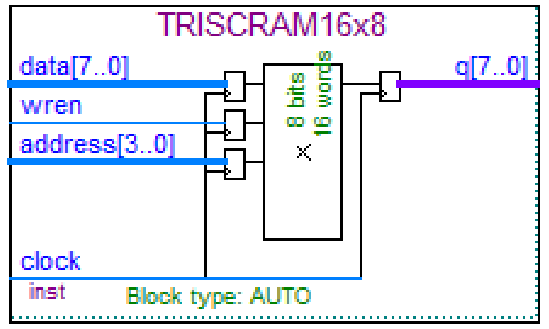 TRISCRAM16x8
data[7..0]
q[7..0]
wren
address[3..0]
8 bits
16 words
clock
inst
Block type: AUTO